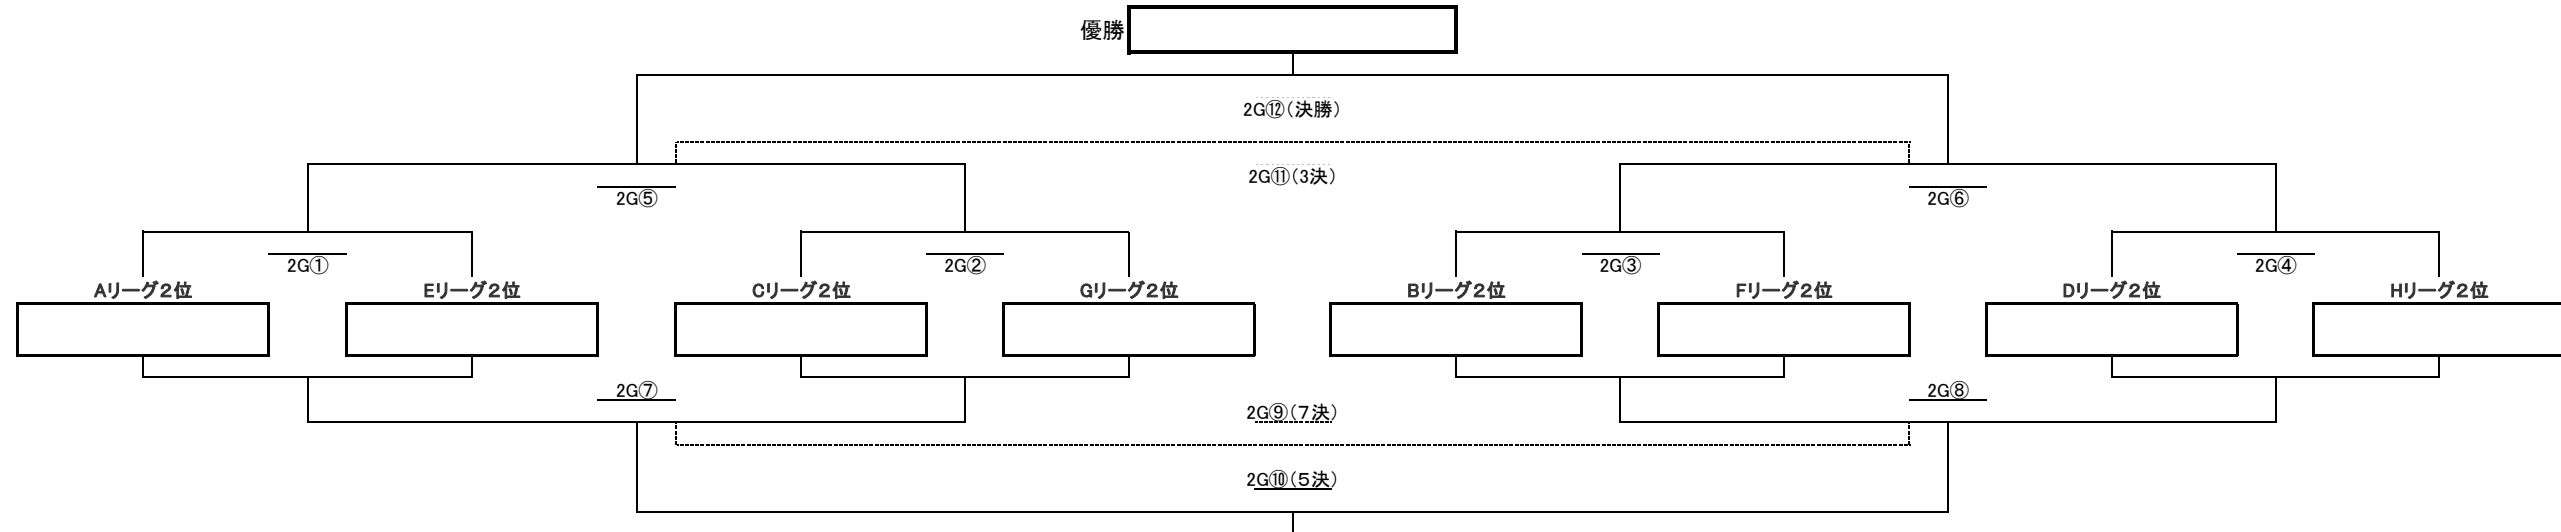 優勝
2G⑫(決勝)
2G⑪(3決)
2G⑤
2G⑥
2G①
2G②
2G③
2G④
Aリーグ2位
Eリーグ2位
Cリーグ2位
Gリーグ2位
Bリーグ2位
Fリーグ2位
Dリーグ2位
Hリーグ2位
2G⑦
2G⑧
2G⑨(7決)
2G⑩(5決)